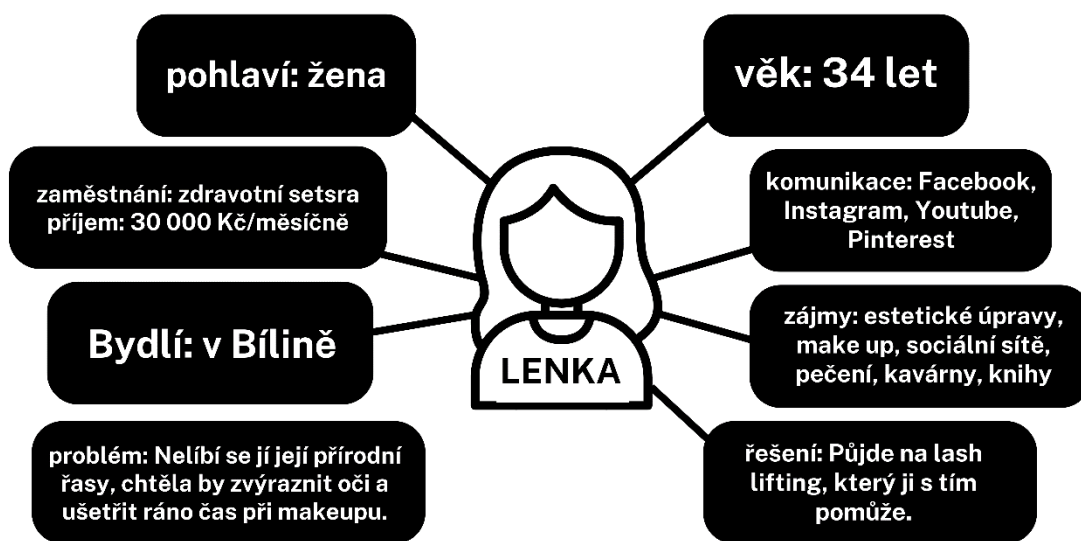 pohlaví: žena
věk: 34 let
zaměstnání: zdravotní setsra
příjem: 30 000 Kč/měsíčně
komunikace: Facebook,
Instagram, Youtube,
Pinterest
Bydlí: v Bílině
zájmy: estetické úpravy,
make up, sociální sítě,
pečení, kavárny, knihy
LENKA
problém: Nelíbí se jí její přírodní
řasy, chtěla by zvýraznit oči a
ušetřit ráno čas při makeupu.
řešení: Půjde na lash
lifting, který ji s tím
pomůže.